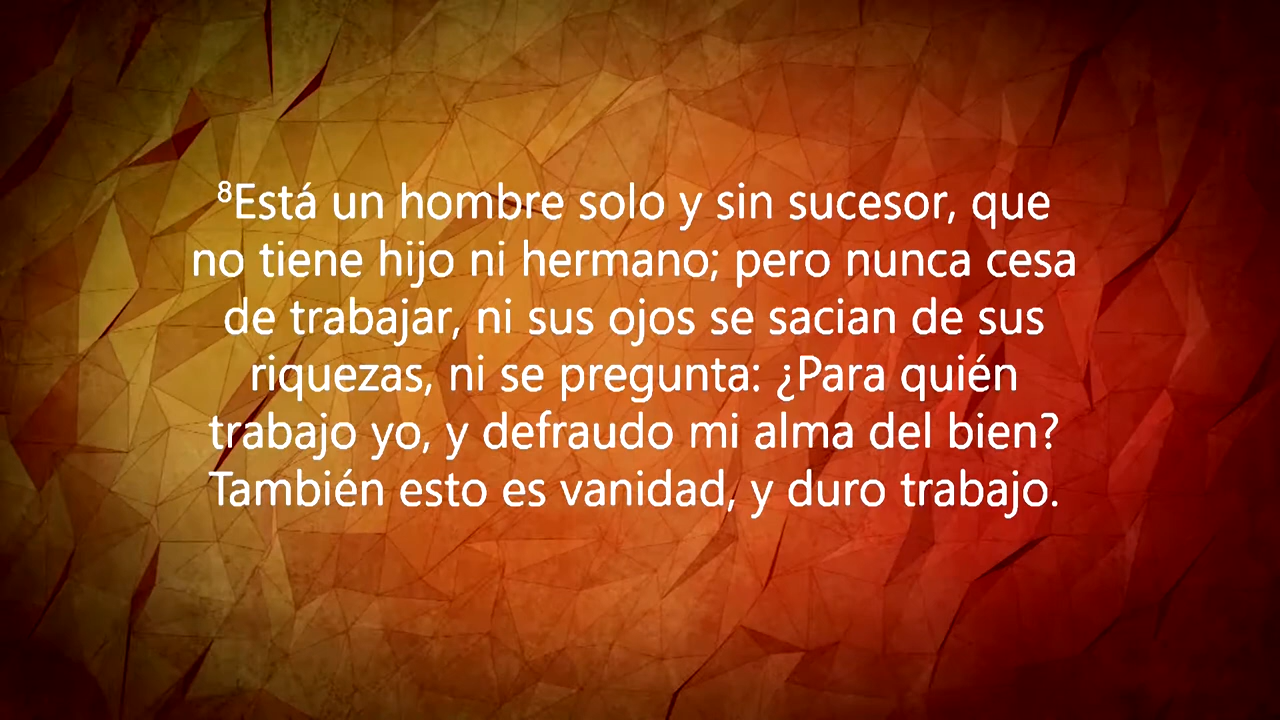 ⁸Está un hombre solo y sin sucesor, que
no tiene hijo ni hermano; pero nunca cesa
de trabajar, ni sus ojos se sacian de sus
riquezas, ni se pregunta: ¿Para quién
trabajo yo, y defraudo mi alma del bien?
También esto es vanidad, y duro trabajo.